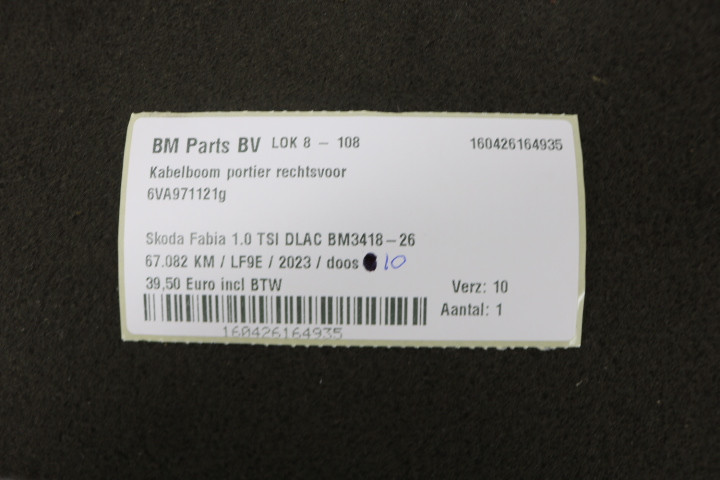 BM Parts BV LOK 8 - 108 160426164935
Kabelboom portier rechtsvoor
6VA971121g
Skoda Fabia 1.0 TSI DLAC BM3418-26
67.082 KM / LF9E / 2023 / doos 10
39,50 Euro incl BTW Verz: 10
Aantal: 1
160426164935